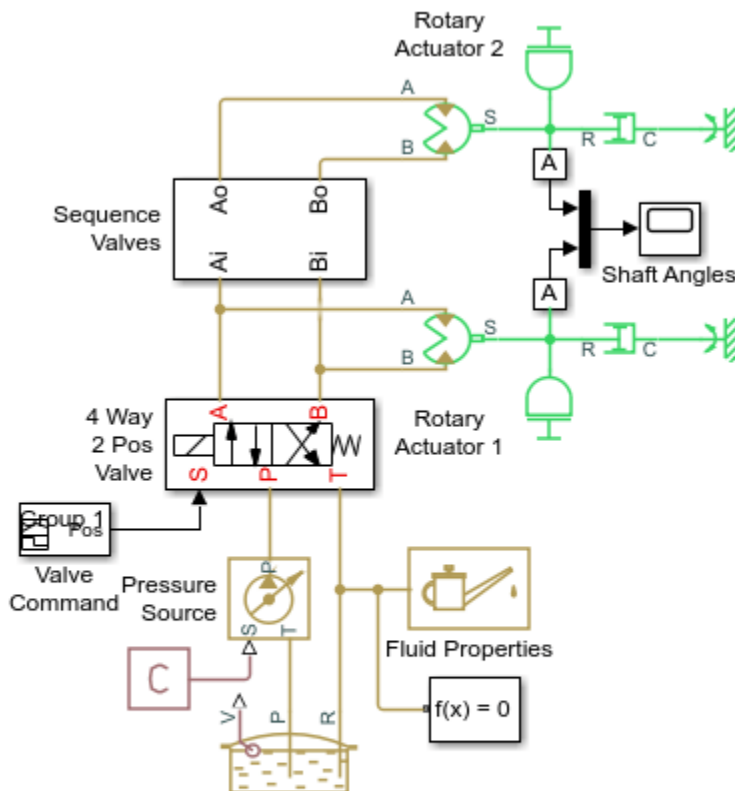 Rotary
Actuator 2
A
S
B
R
C
A
Sequence
Valves
Ao
Bo
Ai
Bi
Shaft Angles
A
A
S
B
R
C
4 Way
2 Pos
Valve
A
B
S
P
T
Rotary
Actuator 1
Group 1
Pos
Valve
Command
Pressure
Source
P
S
T
Fluid Properties
C
V
P
R
f(x) = 0